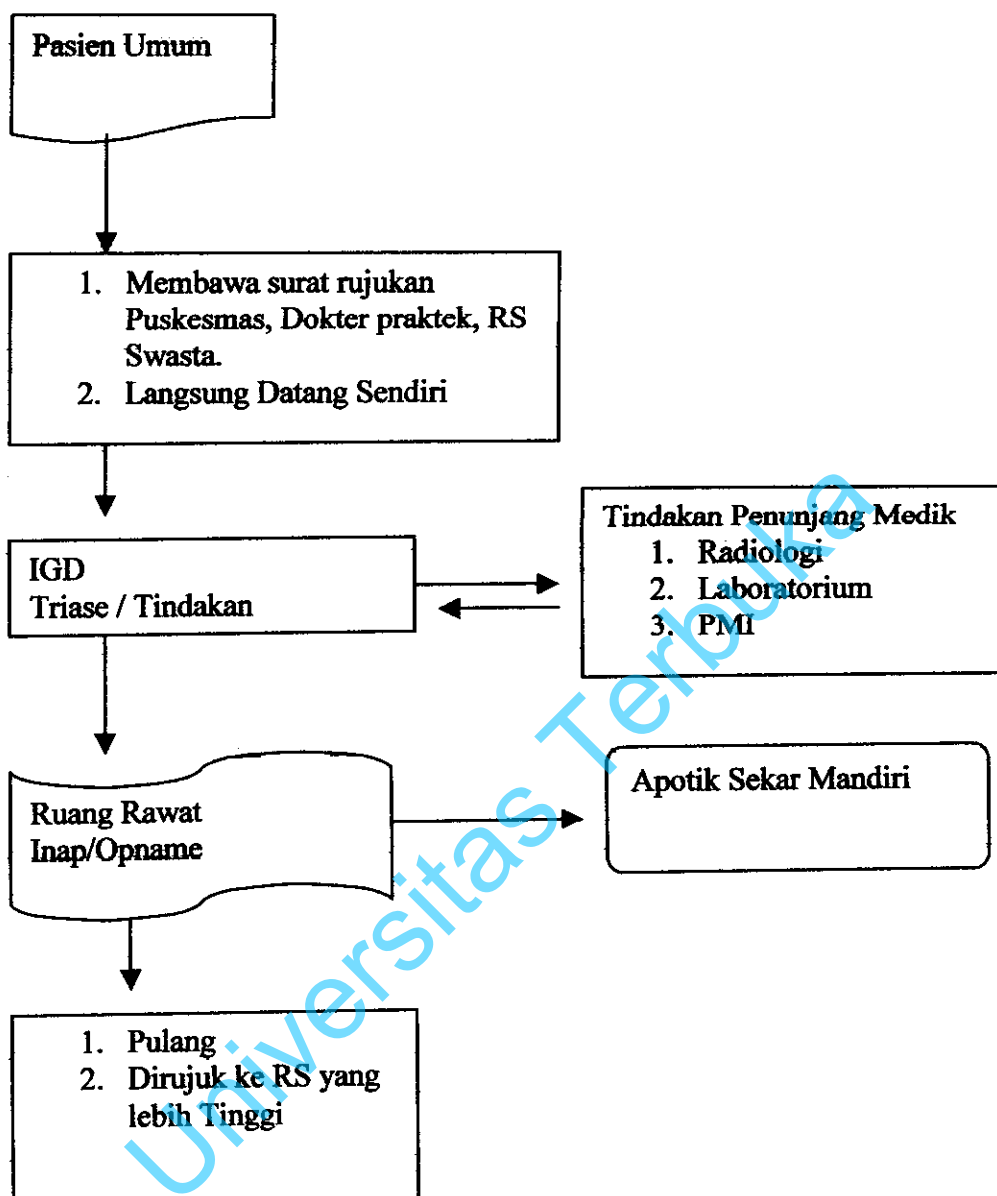 Pasien Umum
1. Membawa surat rujukan
Puskesmas, Dokter praktek, RS
Swasta.
2. Langsung Datang Sendiri
IGD
Triase / Tindakan
Tindakan Penunjang Medik
1. Radiologi
2. Laboratorium
3. PMI
Ruang Rawat
Inap/Opname
Apotik Sekar Mandiri
1. Pulang
2. Dirujuk ke RS yang
lebih Tinggi
Universitas Terbuka